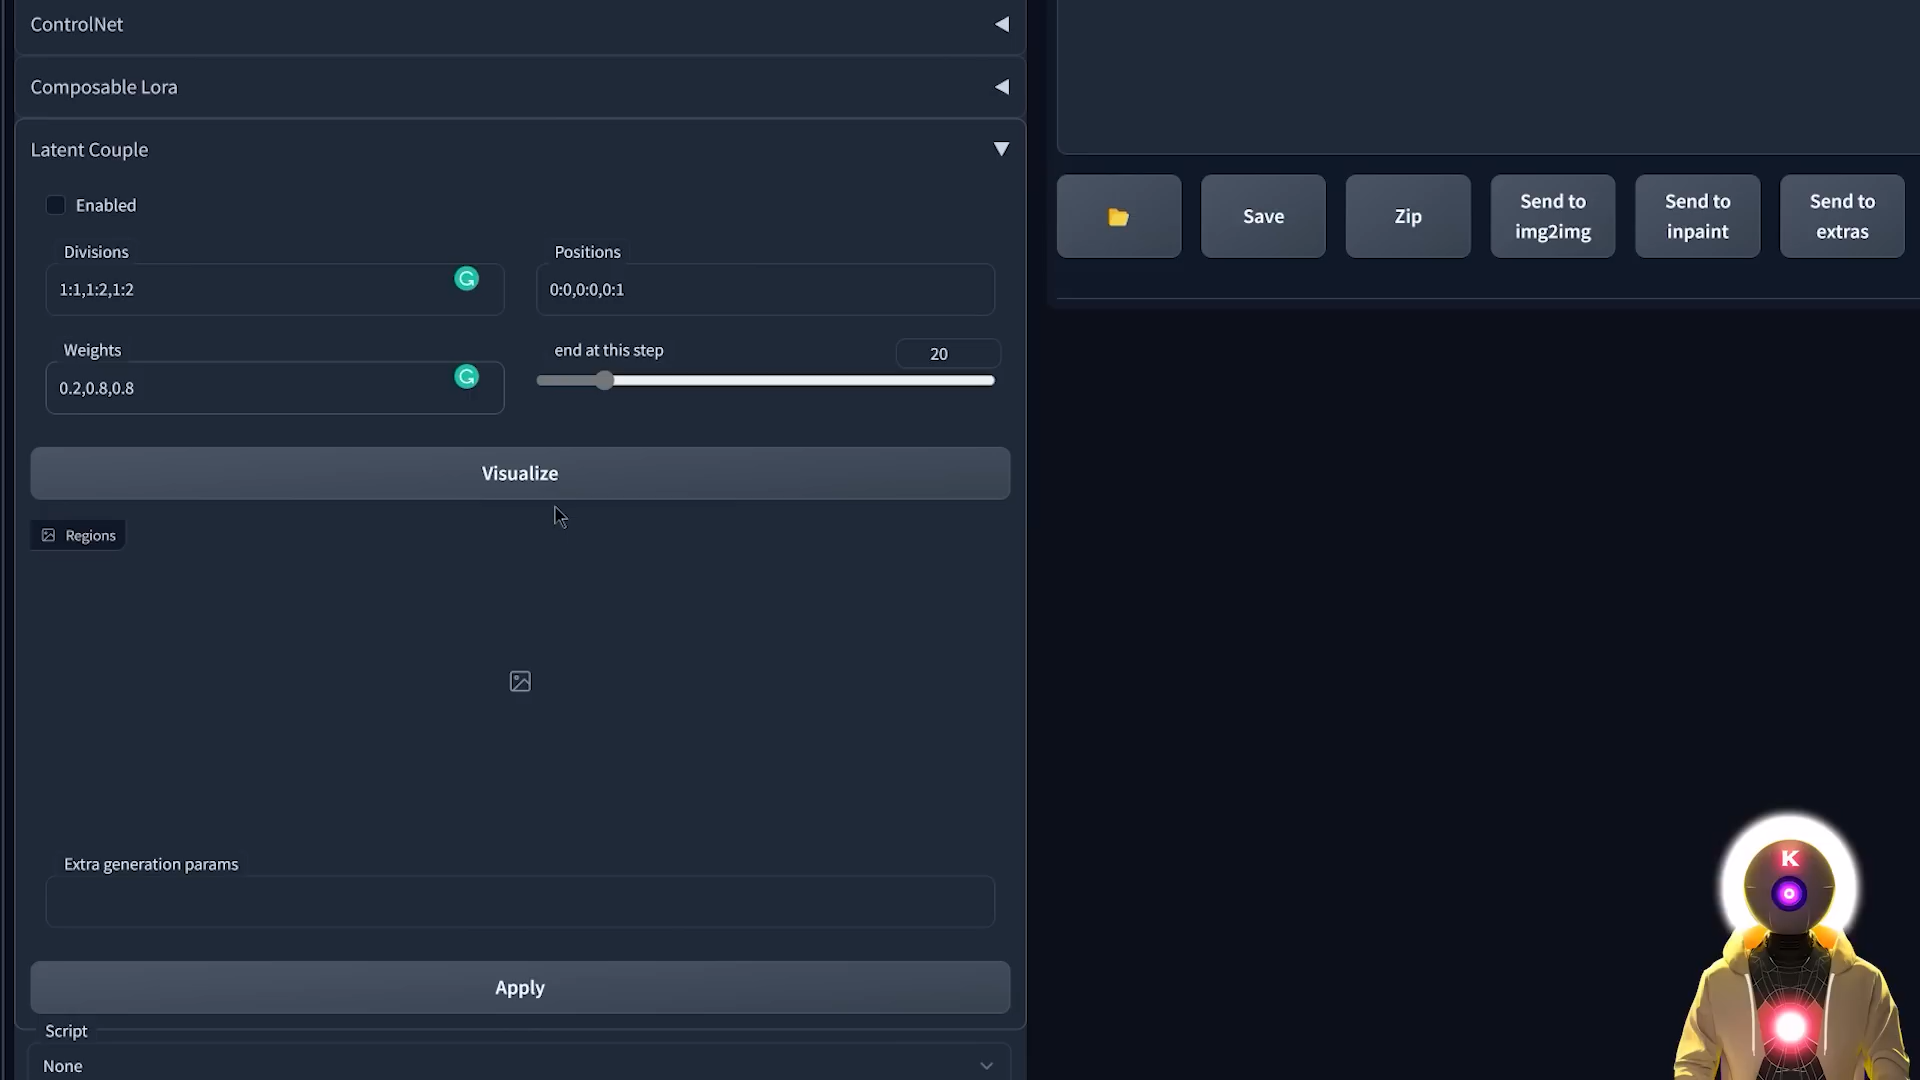 ControlNet
Composable Lora
Latent Couple
Enabled
Divisions
1:1,1:2,1:2
Positions
0:0,0:0,0:1
Weights
0.2,0.8,0.8
end at this step
20
Visualize
Regions
Extra generation params
Apply
Script
None
Save
Zip
Send to
img2img
Send to
inpaint
Send to
extras
K